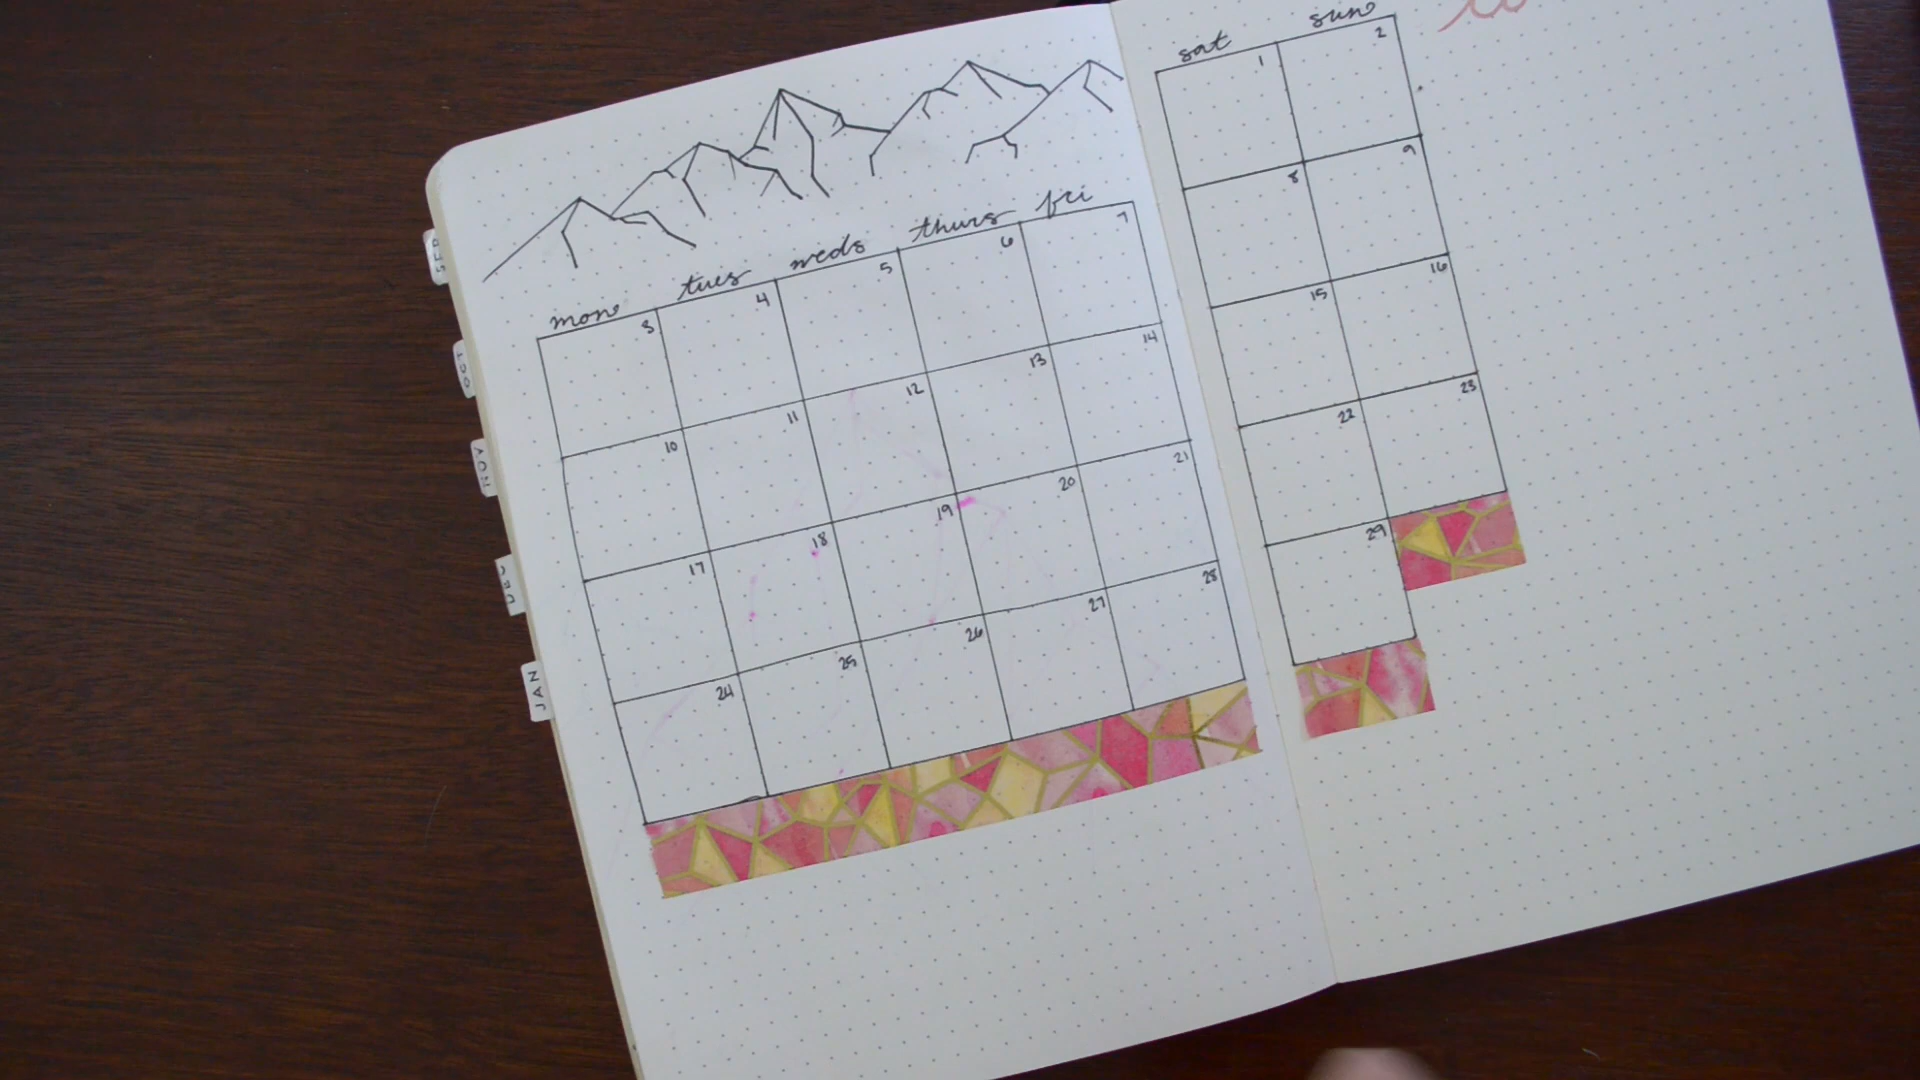 sat sun
1 2
mon tues weds thurs fri
3 4 5 6 7
8 9
10 11 12 13 14
15 16
17 18 19 20 21
22 23
24 25 26 27 28
29
SEP
OCT
NOV
DEC
JAN